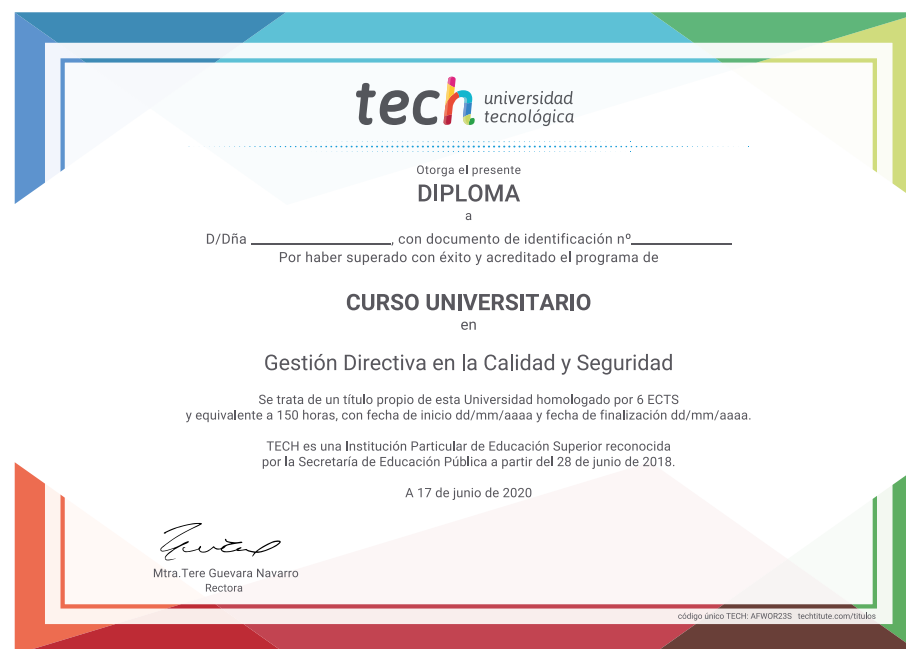 tech universidad
tecnológica
Otorga el presente
DIPLOMA
a
D/Dña ____________________, con documento de identificación nº______________
Por haber superado con éxito y acreditado el programa de
CURSO UNIVERSITARIO
en
Gestión Directiva en la Calidad y Seguridad
Se trata de un título propio de esta Universidad homologado por 6 ECTS
y equivalente a 150 horas, con fecha de inicio dd/mm/aaaa y fecha de finalización dd/mm/aaaa.
TECH es una Institución Particular de Educación Superior reconocida
por la Secretaría de Educación Pública a partir del 28 de junio de 2018.
A 17 de junio de 2020
Mtra.Tere Guevara Navarro
Rectora
código único TECH: AFWOR23S techtitute.com/titulos